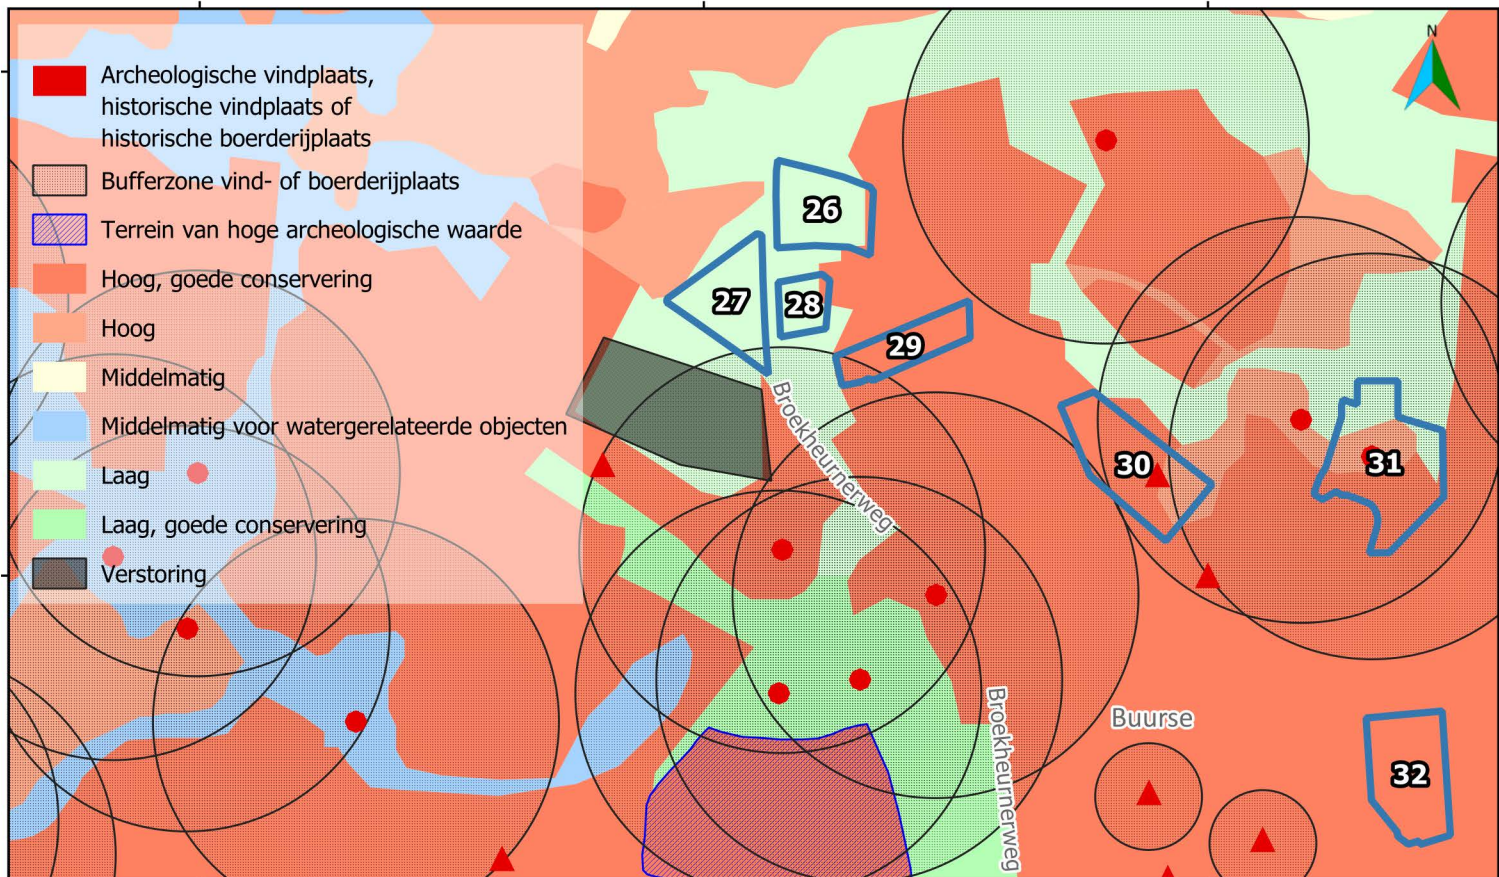 N
Archeologische vindplaats,
historische vindplaats of
historische boerderijplaats
Bufferzone vind- of boerderijplaats
Terrein van hoge archeologische waarde
Hoog, goede conservering
Hoog
Middelmatig
Middelmatig voor watergerelateerde objecten
Laag
Laag, goede conservering
Verstoring
26
27
28
29
Broekheurnerweg
30
31
Broekheurnerweg
Buurse
32